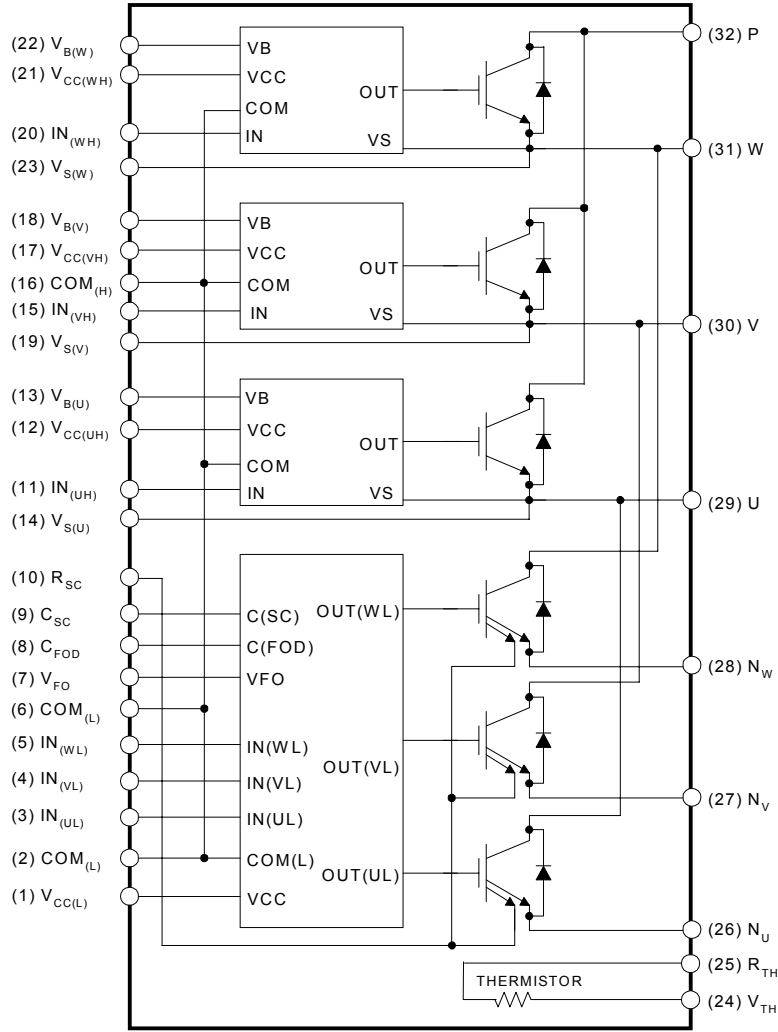 (22) VB(W)
(21) VCC(WH)
(20) IN(WH)
(23) VS(W)
VB
VCC
COM
IN
OUT
VS
(32) P
(31) W
(18) VB(V)
(17) VCC(VH)
(16) COM(H)
(15) IN(VH)
(19) VS(V)
VB
VCC
COM
IN
OUT
VS
(30) V
(13) VB(U)
(12) VCC(UH)
(11) IN(UH)
(14) VS(U)
VB
VCC
COM
IN
OUT
VS
(29) U
(10) RSC
(9) CSC
(8) CFOD
(7) VFO
(6) COM(L)
(5) IN(WL)
(4) IN(VL)
(3) IN(UL)
(2) COM(L)
(1) VCC(L)
C(SC)
C(FOD)
VFO
IN(WL)
IN(VL)
IN(UL)
COM(L)
VCC
OUT(WL)
OUT(VL)
OUT(UL)
(28) NW
(27) NV
(26) NU
(25) RTH
THERMISTOR
(24) VTH